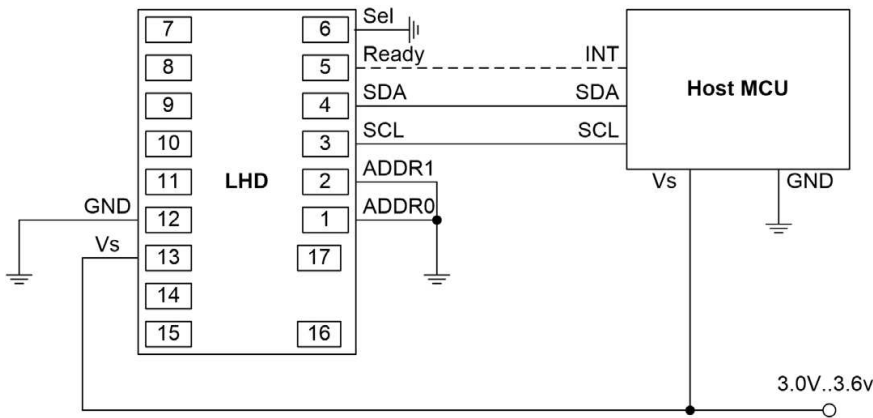 7 6 Sel
8 5 Ready INT
9 4 SDA SDA Host MCU
10 3 SCL SCL
11 LHD 2 ADDR1 Vs GND
GND 12 1 ADDR0
Vs 13 17
14
15 16
3.0V..3.6v